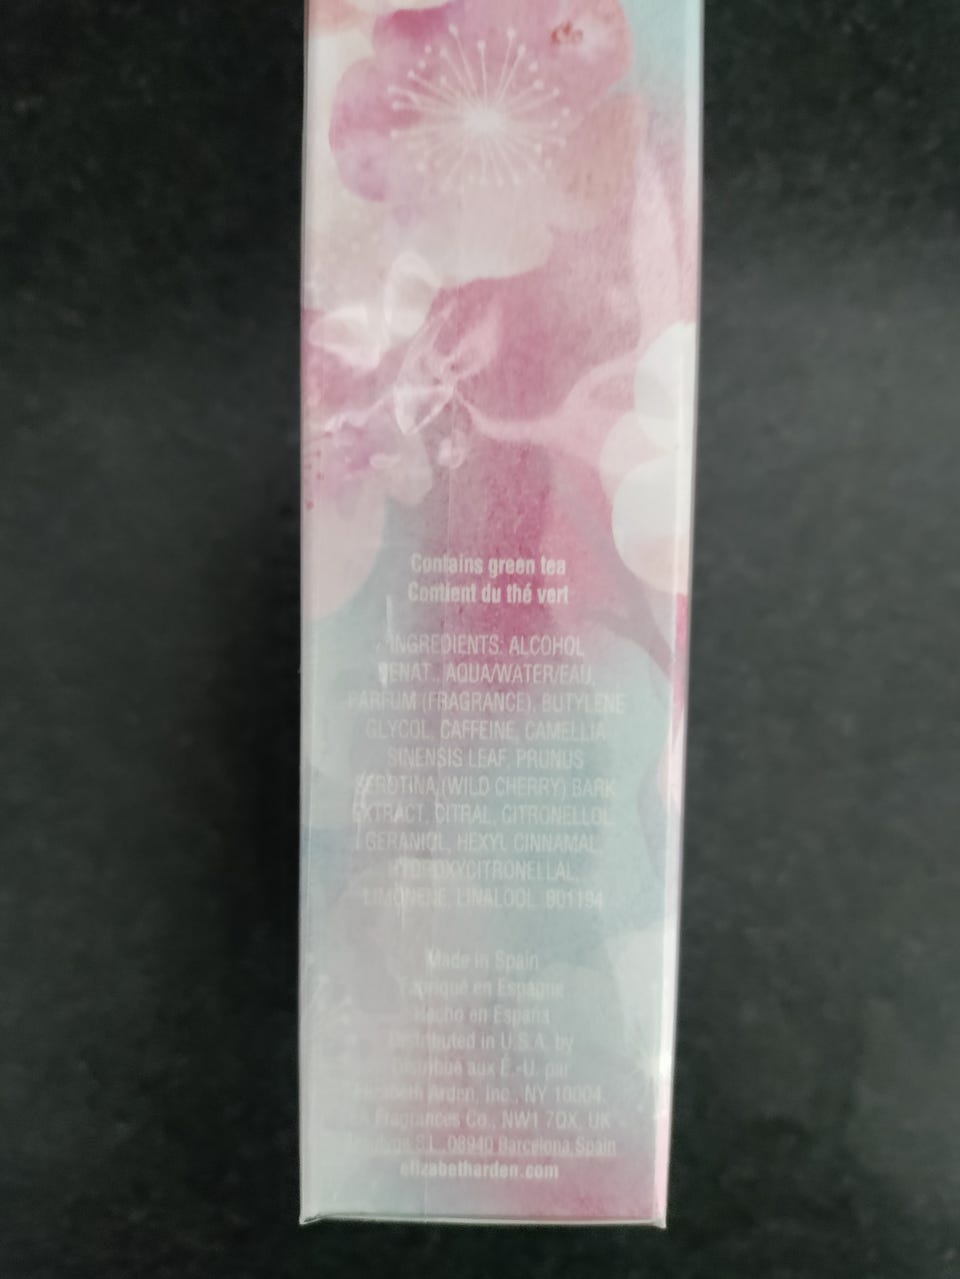 Contains green tea
Contient du thé vert
INGREDIENTS: ALCOHOL
DENAT., AQUA/WATER/EAU,
PARFUM (FRAGRANCE), BUTYLENE
GLYCOL, CAFFEINE, CAMELLIA
SINENSIS LEAF, PRUNUS
SEROTINA (WILD CHERRY) BARK
EXTRACT, CITRAL, CITRONELLOL,
GERANIOL, HEXYL CINNAMAL,
HYDROXYCITRONELLAL,
LIMONENE, LINALOOL. 901194
Made in Spain
Fabriqué en Espagne
Hecho en España
Distributed in U.S.A. by
Distribué aux É.-U. par
Elizabeth Arden, Inc., NY 10004.
Fragrances Co., NW1 7QX, UK
S.L., 08940 Barcelona, Spain
elizabetharden.com